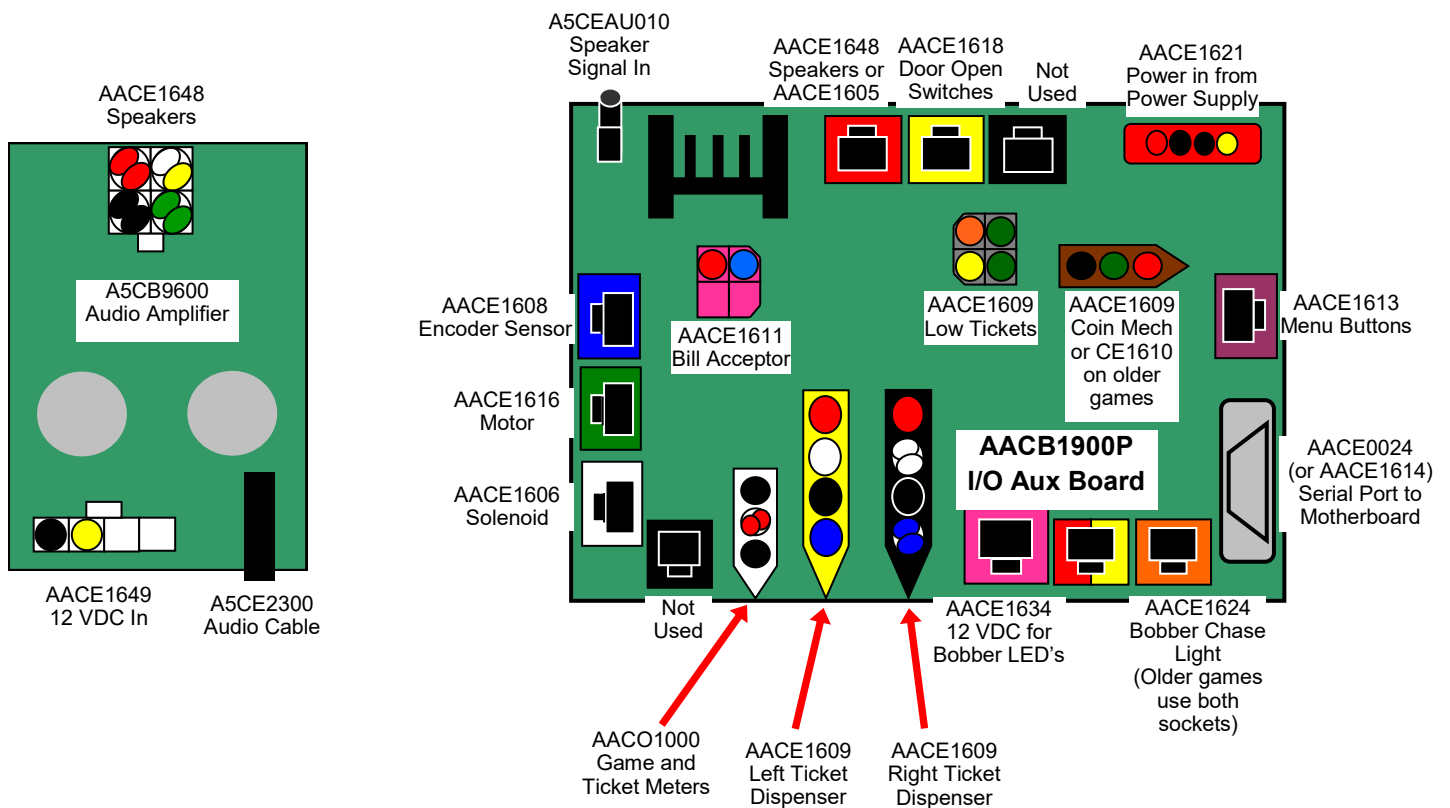 AACE1648
Speakers
A5CB9600
Audio Amplifier
AACE1649
12 VDC In
A5CE2300
Audio Cable
A5CEAU010
Speaker
Signal In
AACE1648
Speakers or
AACE1605
AACE1618
Door Open
Switches
Not
Used
AACE1621
Power in from
Power Supply
AACE1608
Encoder Sensor
AACE1611
Bill Acceptor
AACE1609
Low Tickets
AACE1609
Coin Mech
or CE1610
on older
games
AACE1613
Menu Buttons
AACE1616
Motor
AACB1900P
I/O Aux Board
AACE0024
(or AACE1614)
Serial Port to
Motherboard
AACE1606
Solenoid
Not
Used
AACE1634
12 VDC for
Bobber LED’s
AACE1624
Bobber Chase
Light
(Older games
use both
sockets)
AACO1000
Game and
Ticket Meters
AACE1609
Left Ticket
Dispenser
AACE1609
Right Ticket
Dispenser